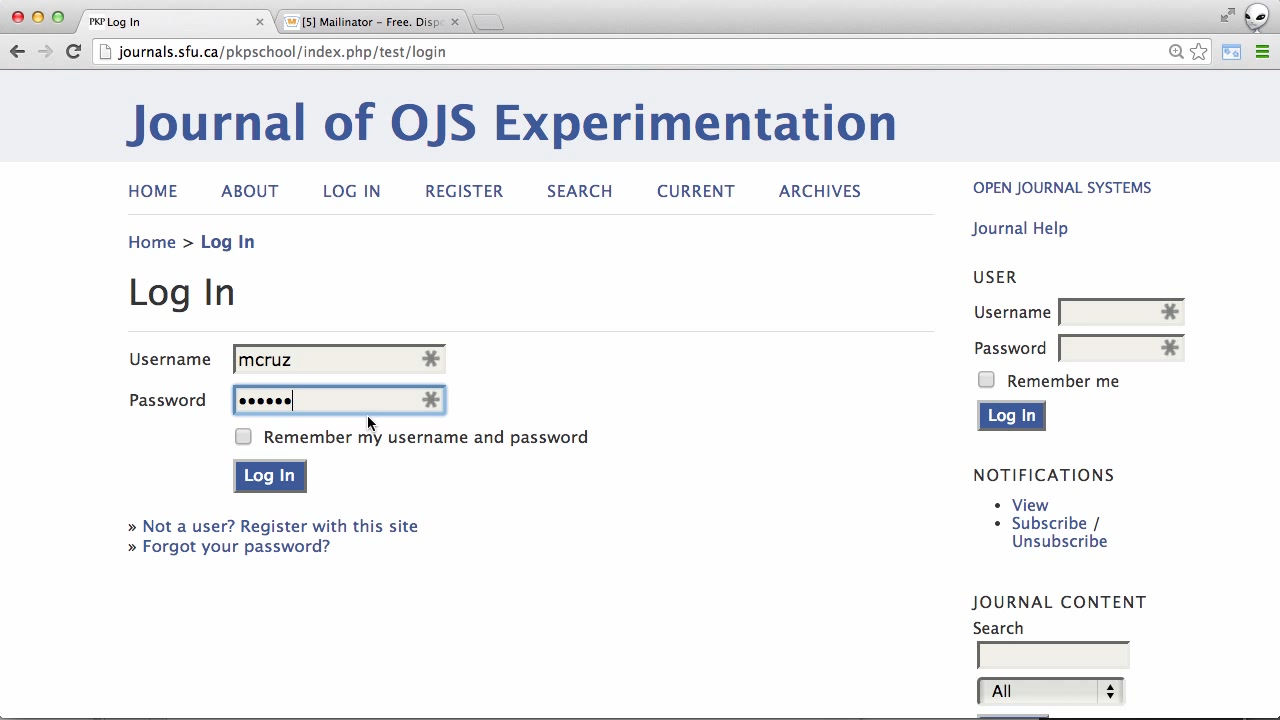 PKP Log In
[5] Mailinator – Free. Dispo
journals.sfu.ca/pkpschool/index.php/test/login
Journal of OJS Experimentation
HOME ABOUT LOG IN REGISTER SEARCH CURRENT ARCHIVES
Home > Log In
Log In
Username mcruz
Password ••••••
Remember my username and password
Log In
» Not a user? Register with this site
» Forgot your password?
OPEN JOURNAL SYSTEMS
Journal Help
USER
Username
Password
Remember me
Log In
NOTIFICATIONS
• View
• Subscribe /
Unsubscribe
JOURNAL CONTENT
Search
All